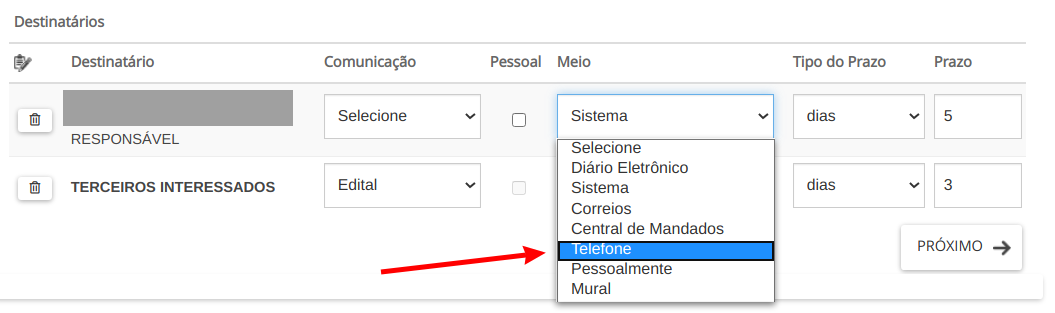 Destinatários
Destinatário Comunicação Pessoal Meio Tipo do Prazo Prazo
Selecione Sistema dias 5
RESPONSÁVEL
Selecione
Diário Eletrônico
TERCEIROS INTERESSADOS Edital dias 3
Sistema
Correios
Central de Mandados
Telefone
Pessoalmente
Mural
PRÓXIMO